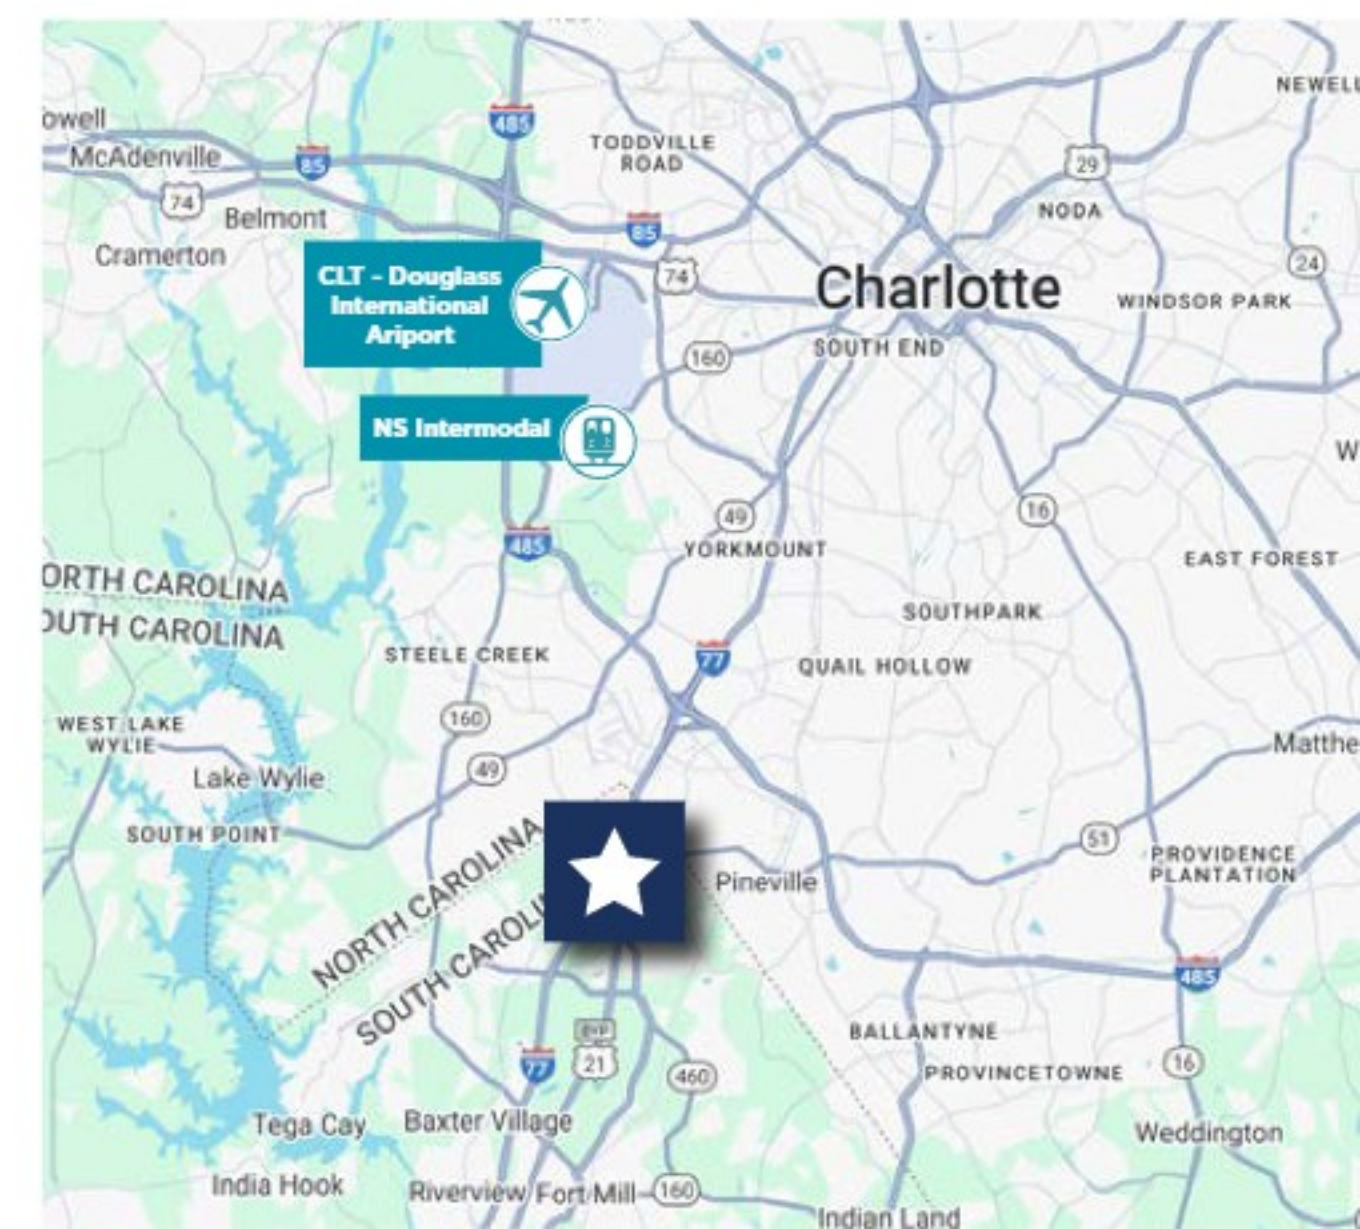 485
NEWELL
owell
TODDVILLE
ROAD
McAdenville
85
29
74
Belmont
NODA
85
Cramerton
24
CLT - Douglass
International
Ariport
74
Charlotte
WINDSOR PARK
160
SOUTH END
NS Intermodal
W
49
16
485
YORKMOUNT
EAST FOREST
ORTH CAROLINA
OUTH CAROLINA
SOUTHPARK
STEELE CREEK
77
QUAIL HOLLOW
160
WEST LAKE
WYLIE
Matthe
49
Lake Wylie
SOUTH POINT
51
PROVIDENCE
PLANTATION
NORTH CAROLINA
Pineville
SOUTH CAROLI
485
BALLANTYNE
BYP
21
77
460
16
PROVINCETOWNE
Tega Cay
Baxter Village
Weddington
India Hook
Riverview
Fort Mill
160
Indian Land